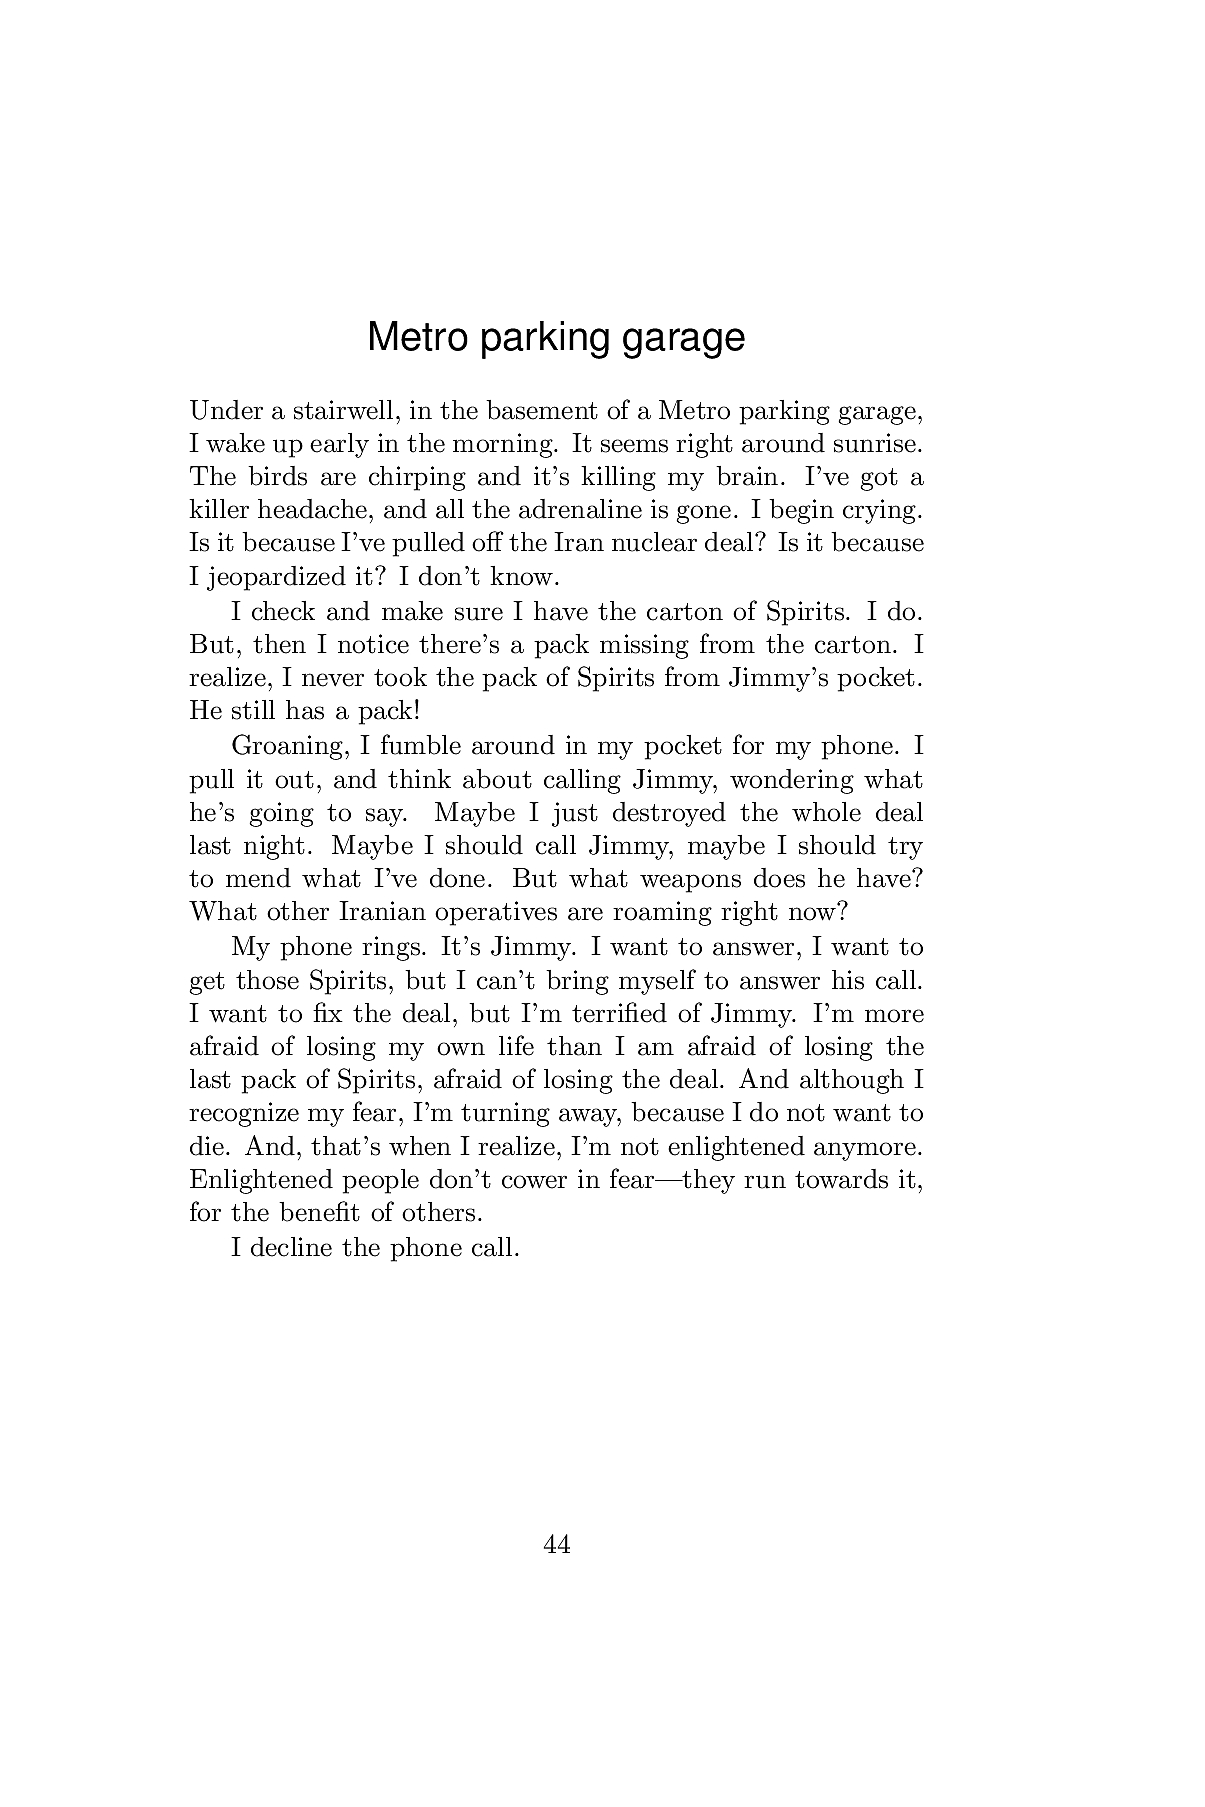 Metro parking garage
Under a stairwell, in the basement of a Metro parking garage,
I wake up early in the morning. It seems right around sunrise.
The birds are chirping and it's killing my brain. I've got a
killer headache, and all the adrenaline is gone. I begin crying.
Is it because I've pulled off the Iran nuclear deal? Is it because
I jeopardized it? I don't know.
I check and make sure I have the carton of Spirits. I do.
But, then I notice there's a pack missing from the carton. I
realize, I never took the pack of Spirits from Jimmy's pocket.
He still has a pack!
Groaning, I fumble around in my pocket for my phone. I
pull it out, and think about calling Jimmy, wondering what
he's going to say. Maybe I just destroyed the whole deal
last night. Maybe I should call Jimmy, maybe I should try
to mend what I've done. But what weapons does he have?
What other Iranian operatives are roaming right now?
My phone rings. It's Jimmy. I want to answer, I want to
get those Spirits, but I can't bring myself to answer his call.
I want to fix the deal, but I'm terrified of Jimmy. I'm more
afraid of losing my own life than I am afraid of losing the
last pack of Spirits, afraid of losing the deal. And although I
recognize my fear, I'm turning away, because I do not want to
die. And, that's when I realize, I'm not enlightened anymore.
Enlightened people don't cower in fear—they run towards it,
for the benefit of others.
I decline the phone call.
44